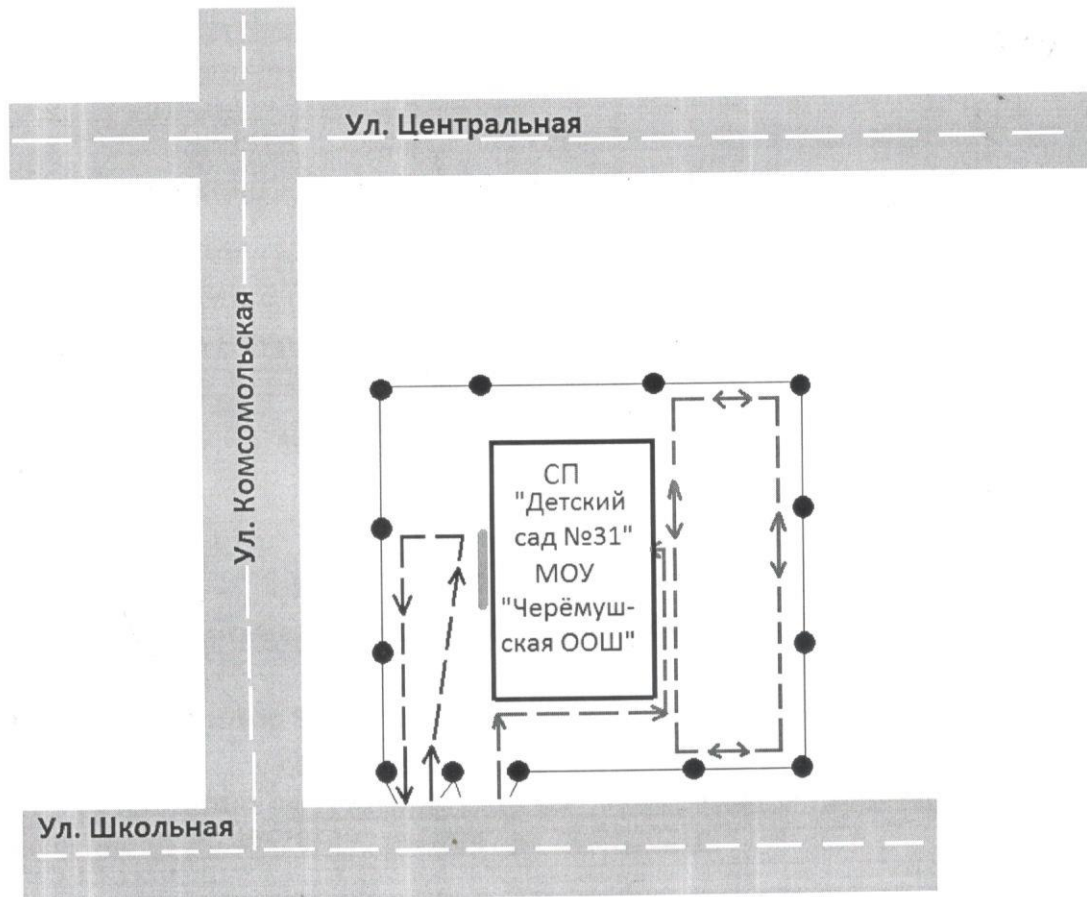 Ул. Центральная
Ул. Комсомольская
СП
"Детский
сад №31"
МОУ
"Черёмуш-
ская ООШ"
Ул. Школьная